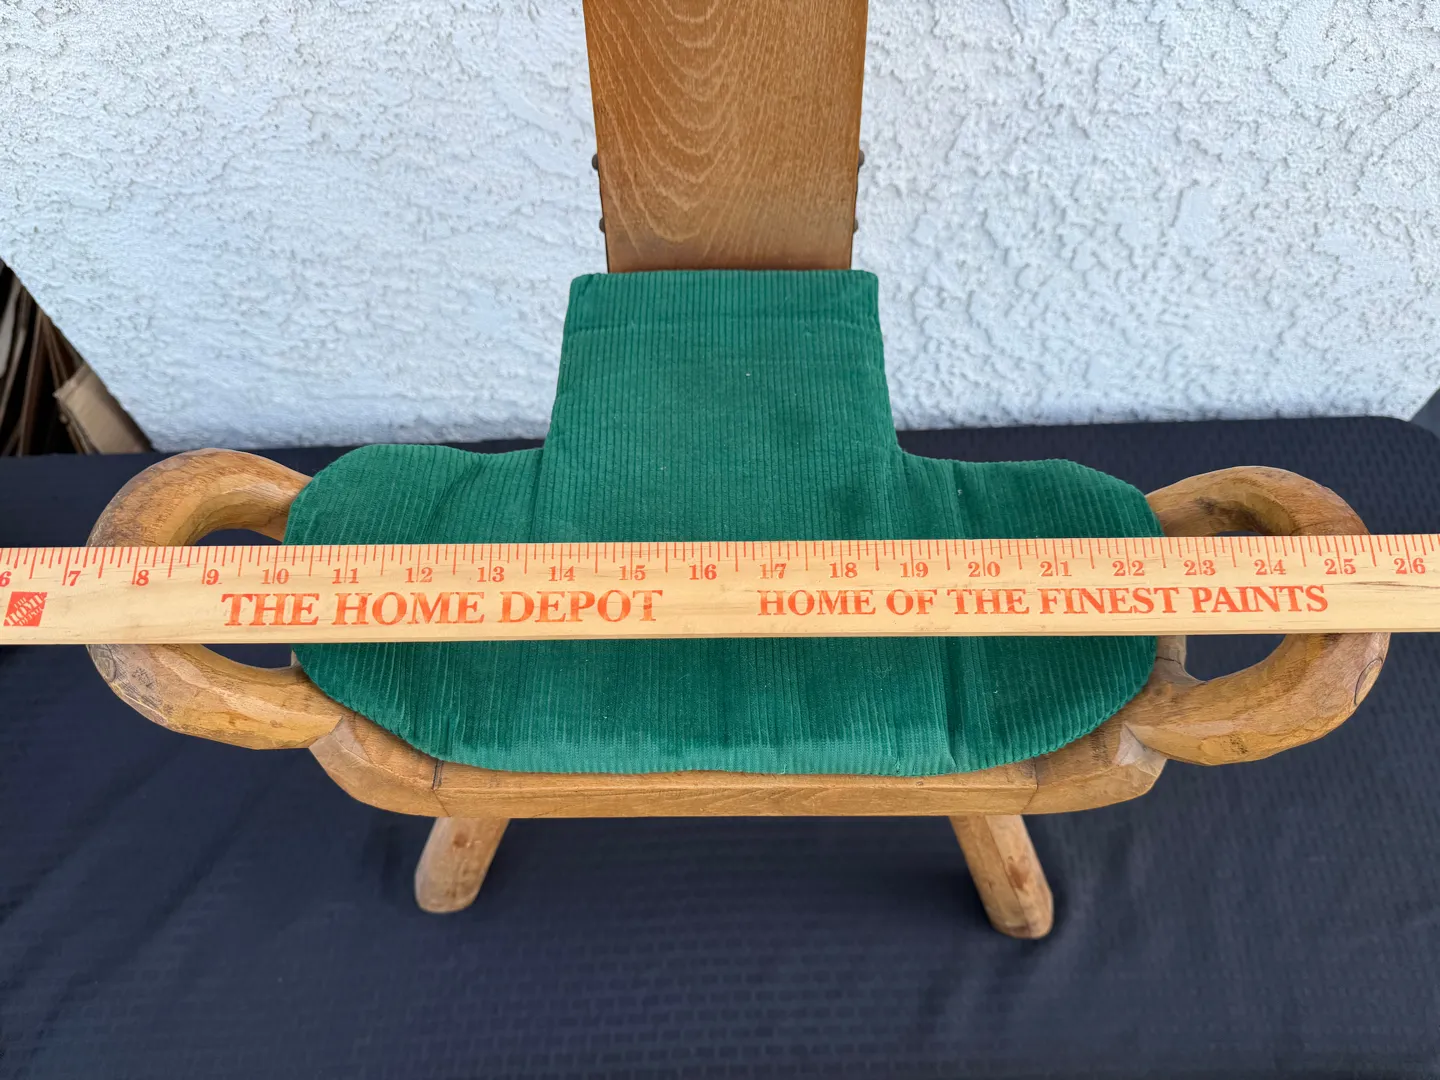 6 7 8 9 10 11 12 13 14 15 16 17 18 19 20 21 22 23 24 25 26
THE HOME DEPOT HOME OF THE FINEST PAINTS